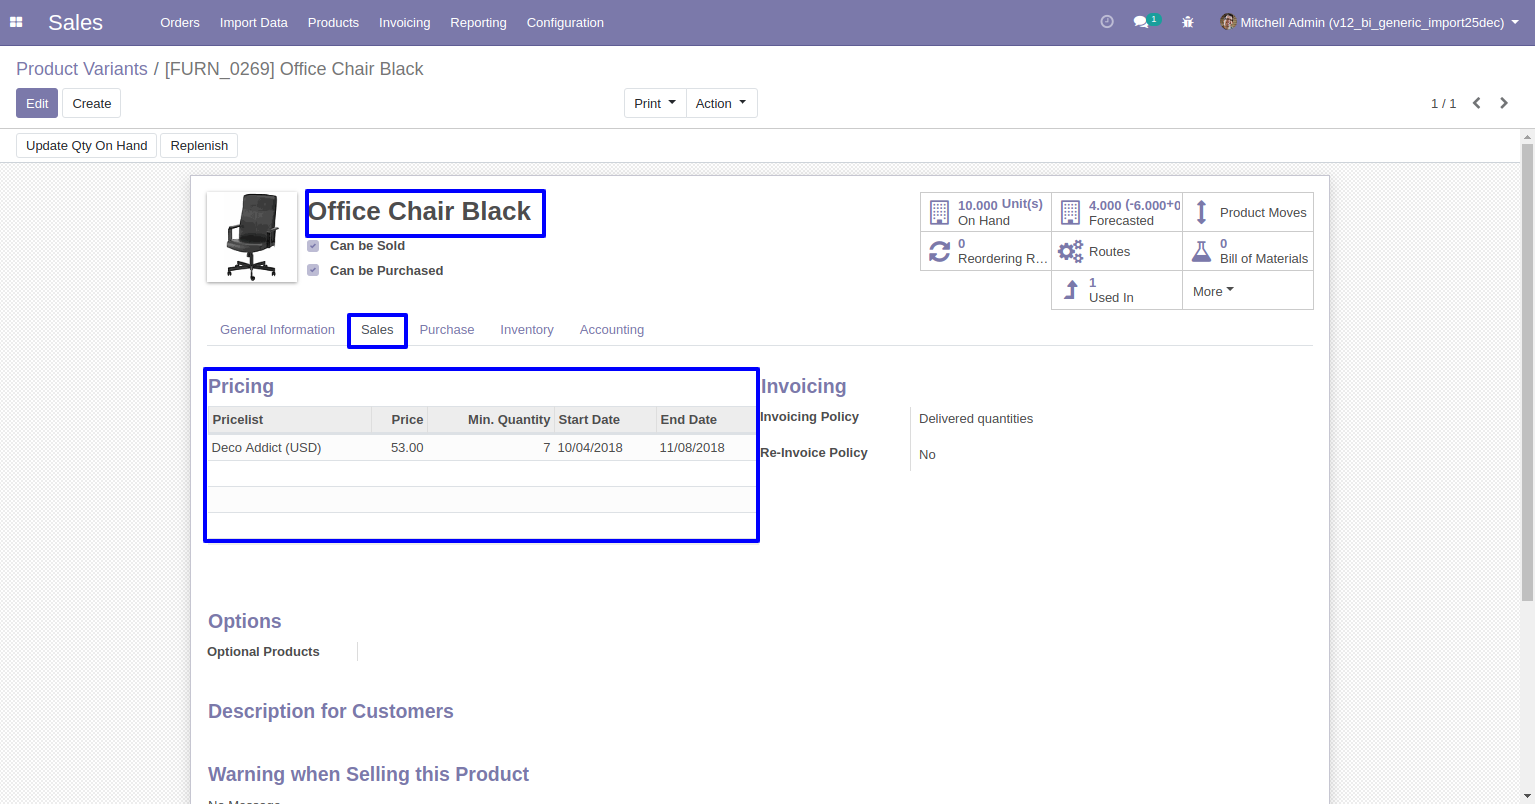 Sales Orders Import Data Products Invoicing Reporting Configuration 1 Mitchell Admin (v12_bi_generic_import25dec)
Product Variants / [FURN_0269] Office Chair Black
Edit Create Print Action 1 / 1
Update Qty On Hand Replenish
Office Chair Black
Can be Sold
Can be Purchased
10.000 Unit(s)
On Hand
4.000 (-6.000+0
Forecasted
Product Moves
0
Reordering R...
Routes
0
Bill of Materials
1
Used In
More
General Information Sales Purchase Inventory Accounting
Pricing
Pricelist Price Min. Quantity Start Date End Date
Deco Addict (USD) 53.00 7 10/04/2018 11/08/2018
Invoicing
Invoicing Policy Delivered quantities
Re-Invoice Policy No
Options
Optional Products
Description for Customers
Warning when Selling this Product
No Message